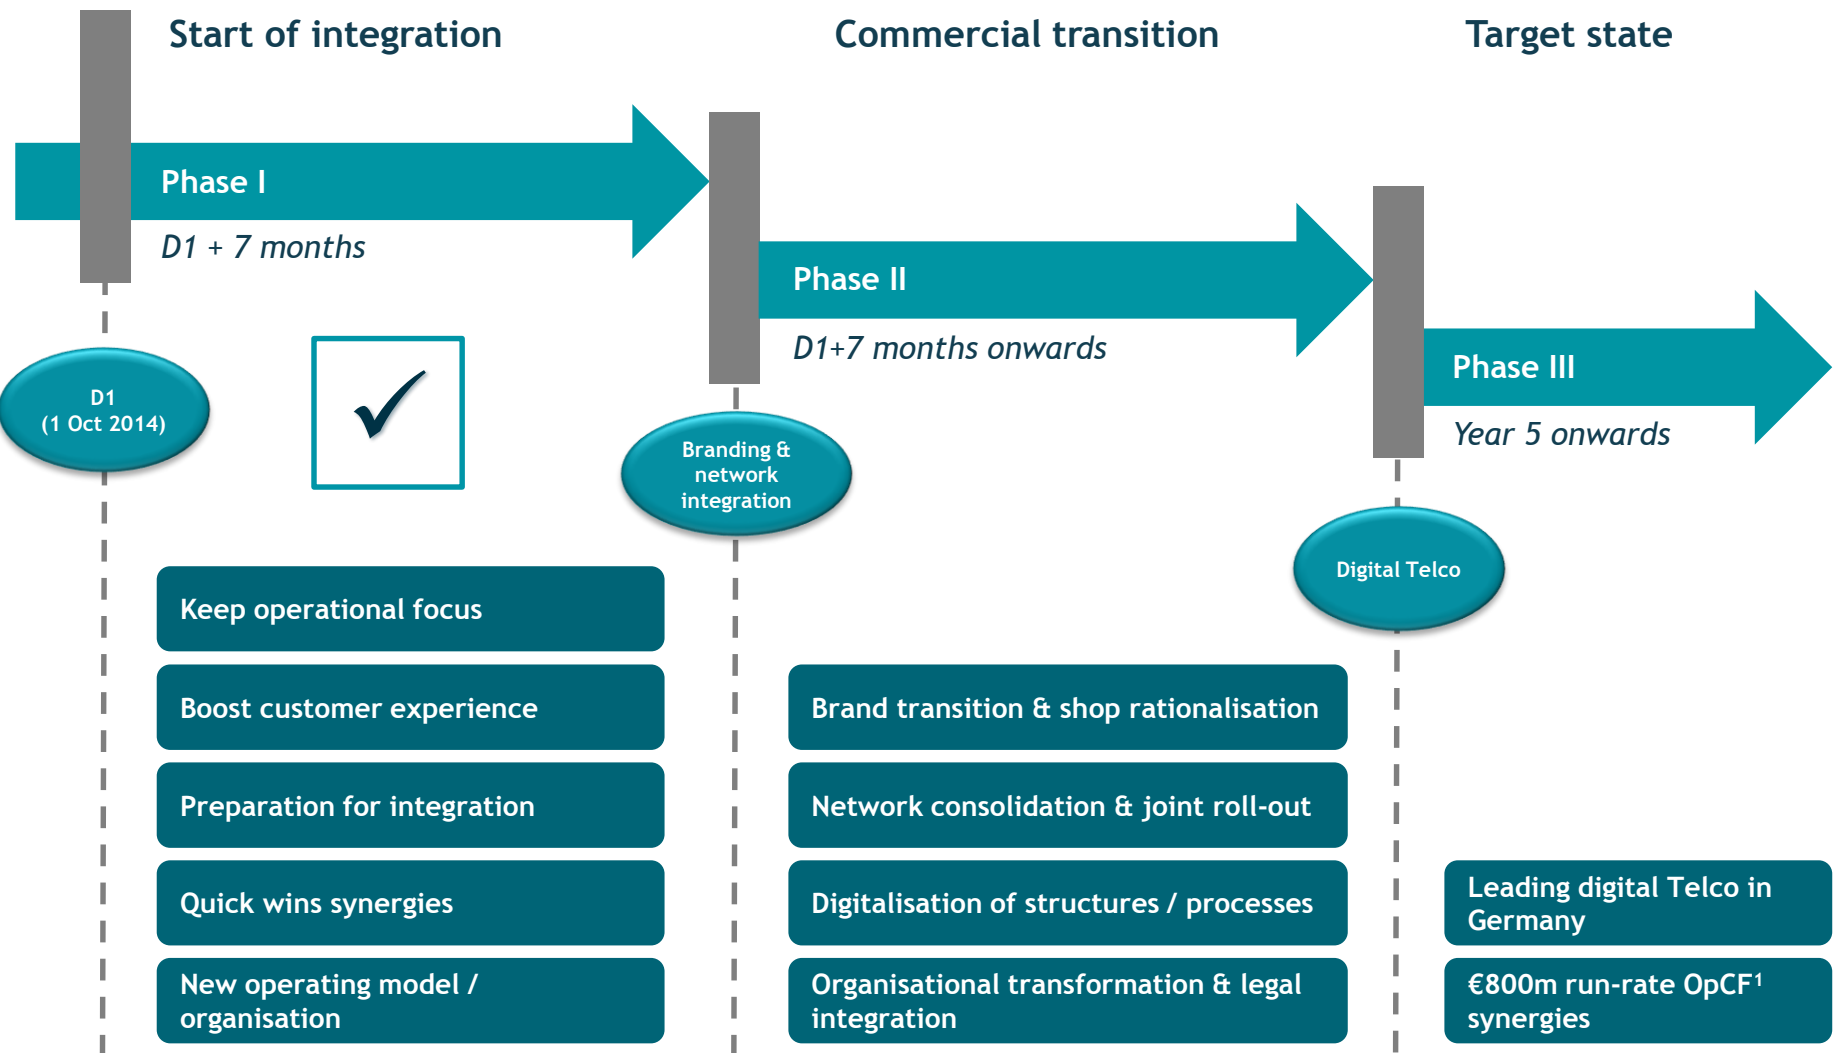 Start of integration
Commercial transition
Target state
Phase I
D1 + 7 months
Phase II
D1+7 months onwards
Phase III
Year 5 onwards
D1
(1 Oct 2014)
Branding &
network
integration
Digital Telco
Keep operational focus
Boost customer experience
Preparation for integration
Quick wins synergies
New operating model /
organisation
Brand transition & shop rationalisation
Network consolidation & joint roll-out
Digitalisation of structures / processes
Organisational transformation & legal
integration
Leading digital Telco in
Germany
€800m run-rate OpCF¹
synergies